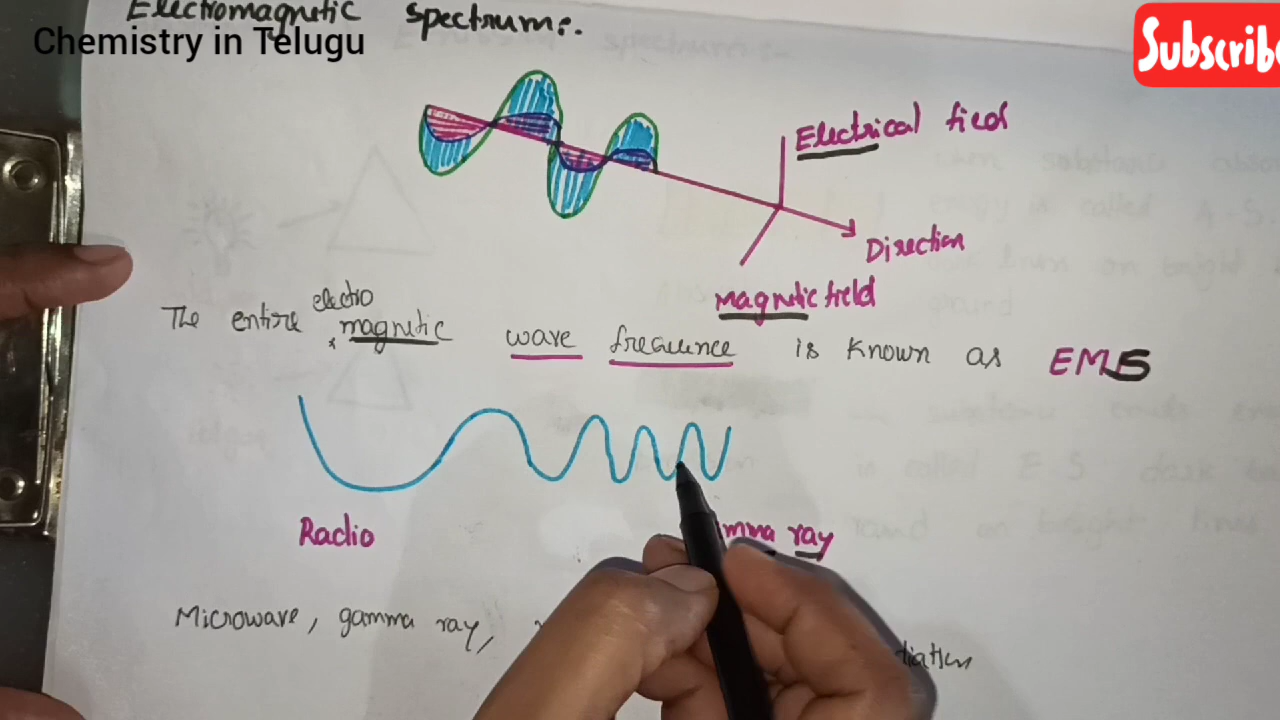 Electromagnetic spectrum:.
Chemistry in Telugu
Subscribe
Electrical field
Direction
Magnetic field
electro
The entire magnetic wave frequence is known as EMS
Radio
ray
Microwave, gamma ray,